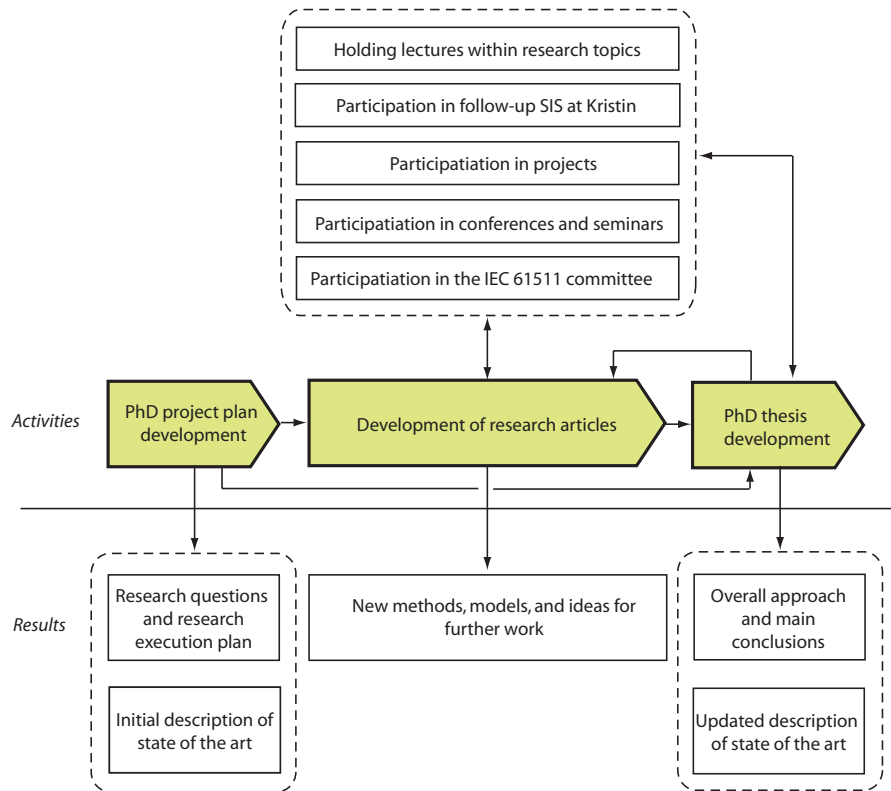 Holding lectures within research topics
Participation in follow-up SIS at Kristin
Participatiation in projects
Participatiation in conferences and seminars
Participatiation in the IEC 61511 committee
Activities
PhD project plan
development
Development of research articles
PhD thesis
development
Results
Research questions
and research
execution plan
New methods, models, and ideas for
further work
Overall approach
and main
conclusions
Initial description of
state of the art
Updated description
of state of the art